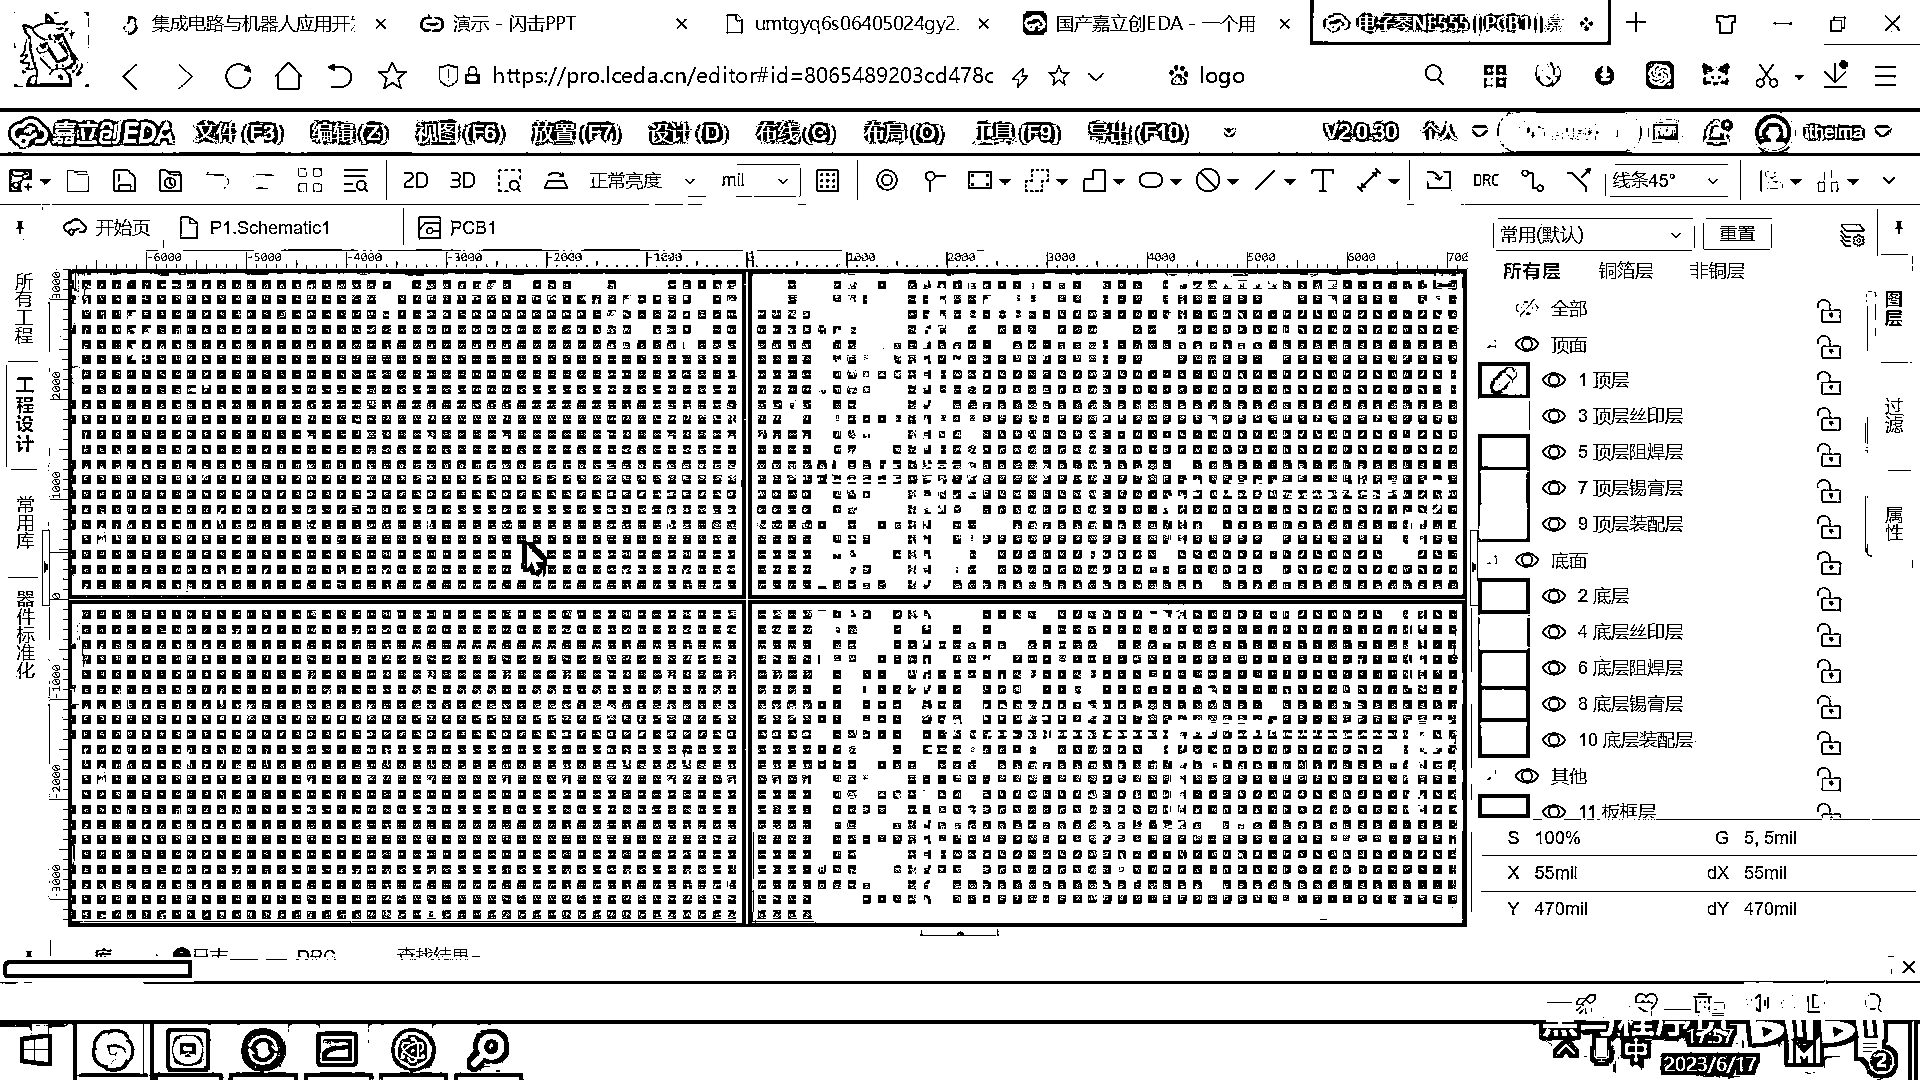 集成电路与机器人应用开发
演示 - 闪击PPT
umtgyq6s06405024gy2.
国产嘉立创EDA - 一个用
https://pro.lceda.cn/editor#id=8065489203cd478c
logo
嘉立创EDA 文件(F3) 编辑(Z) 视图(F6) 放置(F7) 设计(D) 布线(C) 布局(O) 工具(F9) 导出(F10) V2.0.30 个人 itheima
2D 3D 正常亮度 mil DRC 线条45°
开始页 P1.Schematic1 PCB1
常用(默认) 重置
-6000 -5000 -4000 -3000 -2000 -1000 0 1000 2000 3000 4000 5000 6000 700
所有层 铜箔层 非铜层
所有工程
工程设计
常用库
器件标准化
3000
2000
1000
0
-1000
-2000
-3000
全部
顶面
1 顶层
3 顶层丝印层
5 顶层阻焊层
7 顶层锡膏层
9 顶层装配层
底面
2 底层
4 底层丝印层
6 底层阻焊层
8 底层锡膏层
10 底层装配层
其他
11 板框层
图层
过滤
属性
S 100% G 5, 5mil
X 55mil dX 55mil
Y 470mil dY 470mil
库 日志 DRC 查找结果
中
17:57
2023/6/17
2